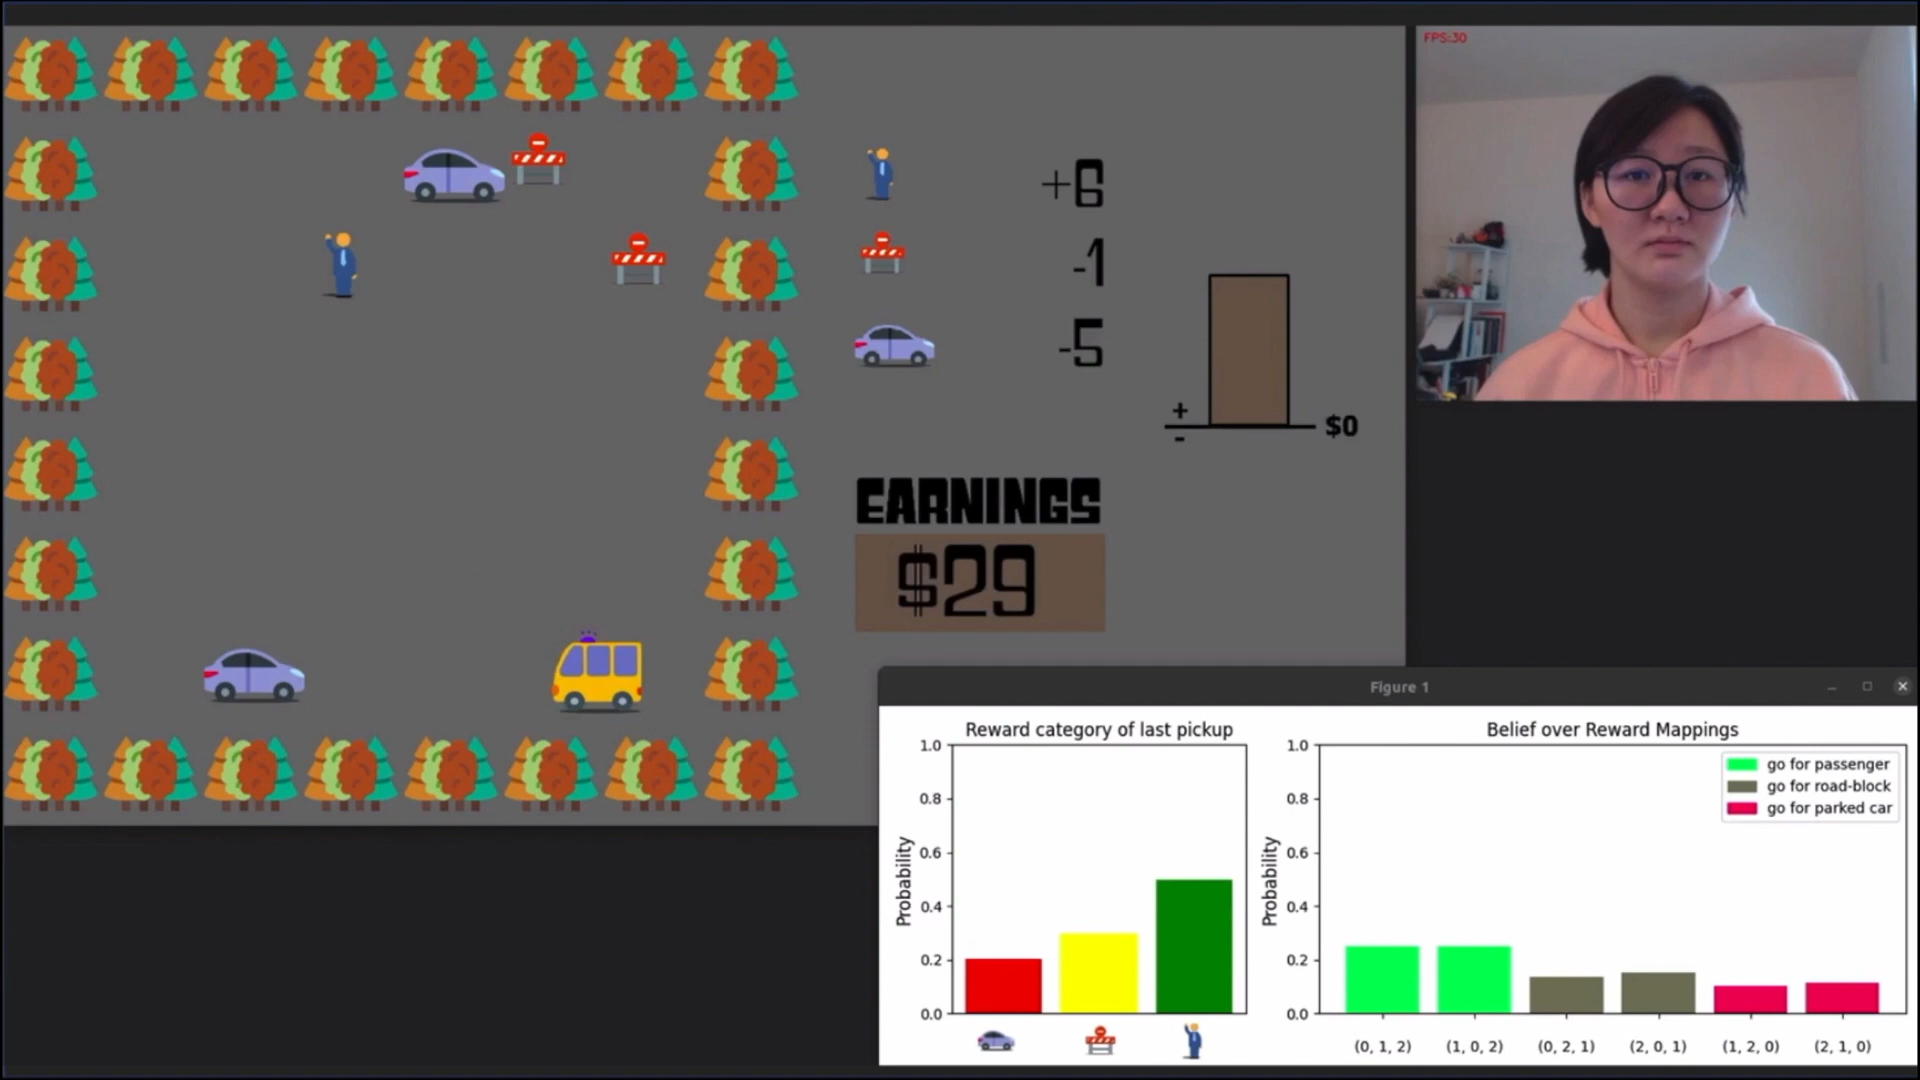 FPS:30
+6
-1
-5
+
-
$0
EARNINGS
$29
Figure 1
Reward category of last pickup
Probability
1.0
0.8
0.6
0.4
0.2
0.0
Belief over Reward Mappings
Probability
1.0
0.8
0.6
0.4
0.2
0.0
go for passenger
go for road-block
go for parked car
(0, 1, 2)
(1, 0, 2)
(0, 2, 1)
(2, 0, 1)
(1, 2, 0)
(2, 1, 0)